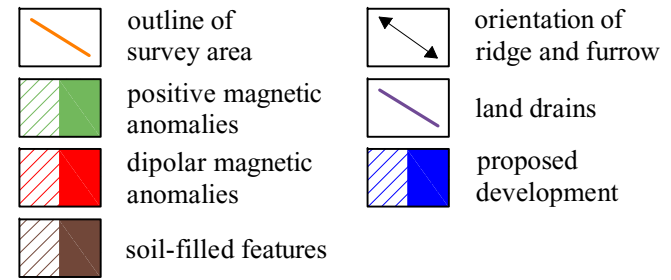 outline of
survey area
positive magnetic
anomalies
dipolar magnetic
anomalies
soil-filled features
orientation of
ridge and furrow
land drains
proposed
development